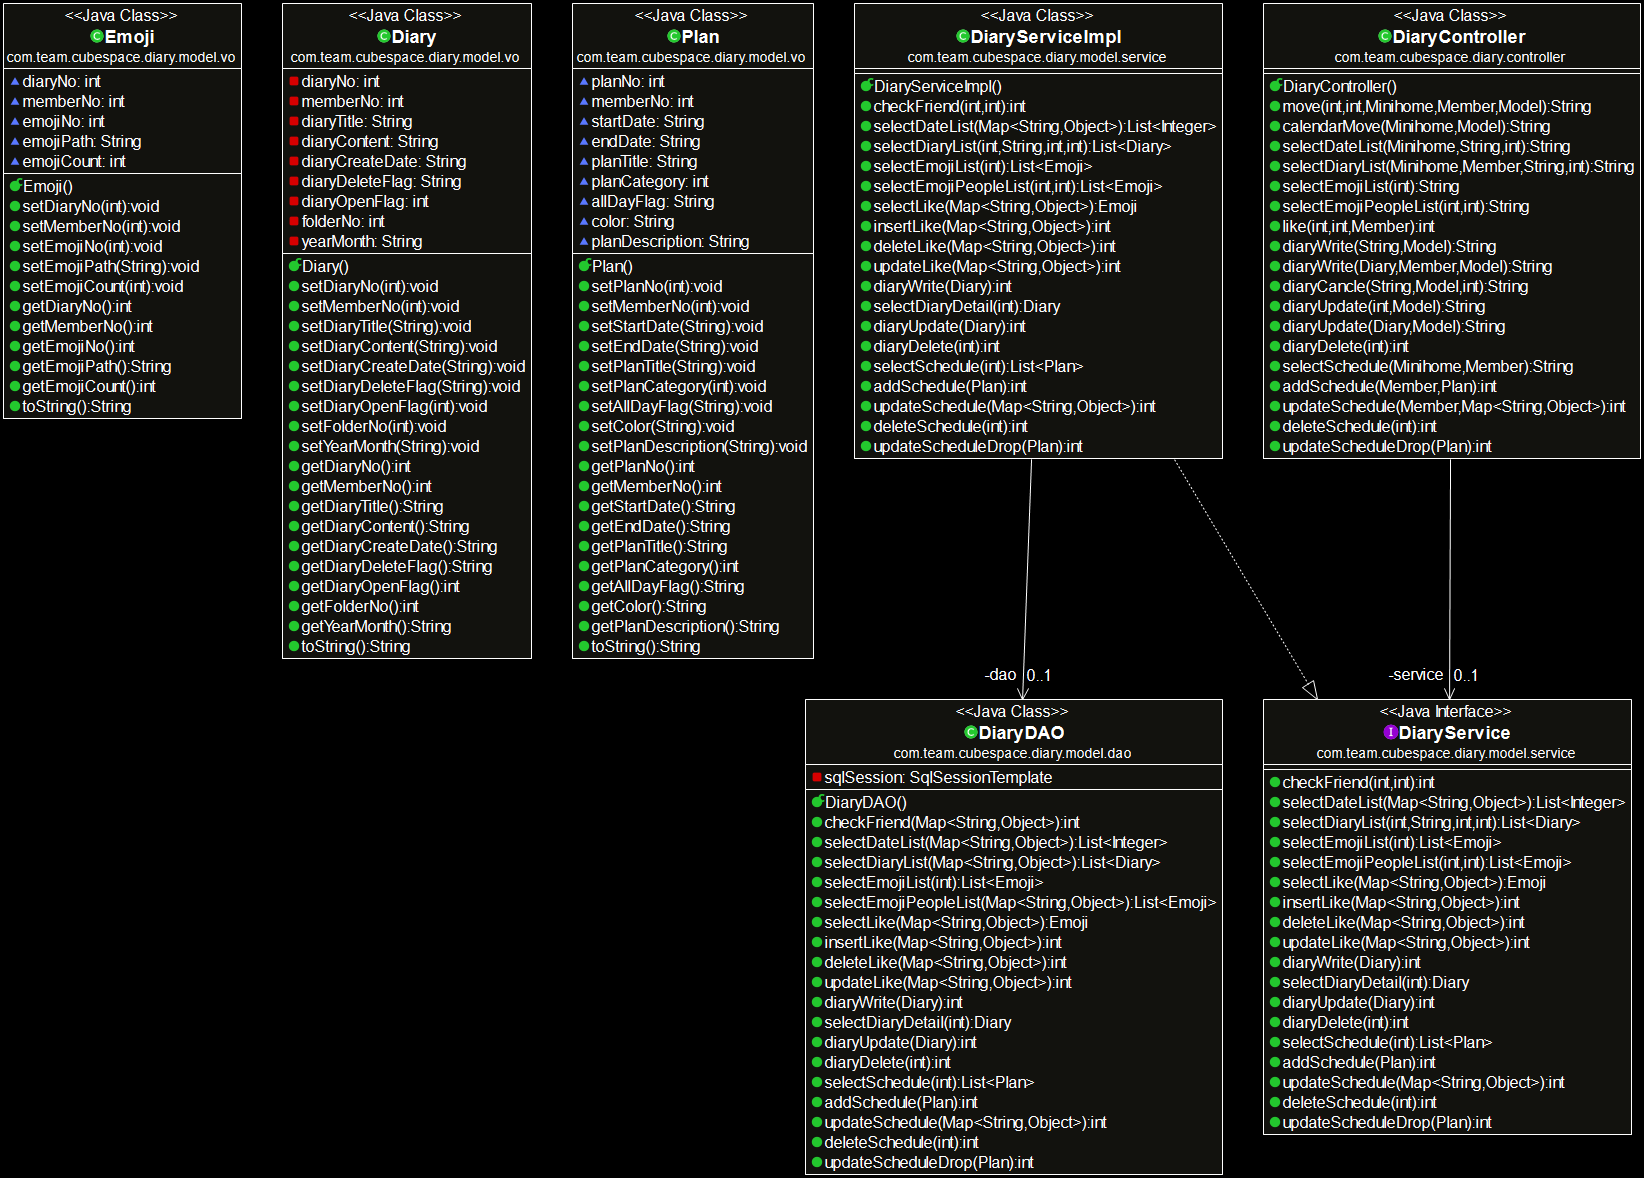 <<Java Class>>
Emoji
com.team.cubespace.diary.model.vo
diaryNo: int
memberNo: int
emojiNo: int
emojiPath: String
emojiCount: int
Emoji()
setDiaryNo(int):void
setMemberNo(int):void
setEmojiNo(int):void
setEmojiPath(String):void
setEmojiCount(int):void
getDiaryNo():int
getMemberNo():int
getEmojiNo():int
getEmojiPath():String
getEmojiCount():int
toString():String
<<Java Class>>
Diary
com.team.cubespace.diary.model.vo
diaryNo: int
memberNo: int
diaryTitle: String
diaryContent: String
diaryCreateDate: String
diaryDeleteFlag: String
diaryOpenFlag: int
folderNo: int
yearMonth: String
Diary()
setDiaryNo(int):void
setMemberNo(int):void
setDiaryTitle(String):void
setDiaryContent(String):void
setDiaryCreateDate(String):void
setDiaryDeleteFlag(String):void
setDiaryOpenFlag(int):void
setFolderNo(int):void
setYearMonth(String):void
getDiaryNo():int
getMemberNo():int
getDiaryTitle():String
getDiaryContent():String
getDiaryCreateDate():String
getDiaryDeleteFlag():String
getDiaryOpenFlag():int
getFolderNo():int
getYearMonth():String
toString():String
<<Java Class>>
Plan
com.team.cubespace.diary.model.vo
planNo: int
memberNo: int
startDate: String
endDate: String
planTitle: String
planCategory: int
allDayFlag: String
color: String
planDescription: String
Plan()
setPlanNo(int):void
setMemberNo(int):void
setStartDate(String):void
setEndDate(String):void
setPlanTitle(String):void
setPlanCategory(int):void
setAllDayFlag(String):void
setColor(String):void
setPlanDescription(String):void
getPlanNo():int
getMemberNo():int
getStartDate():String
getEndDate():String
getPlanTitle():String
getPlanCategory():int
getAllDayFlag():String
getColor():String
getPlanDescription():String
toString():String
<<Java Class>>
DiaryServiceImpl
com.team.cubespace.diary.model.service
DiaryServiceImpl()
checkFriend(int,int):int
selectDateList(Map<String,Object>):List<Integer>
selectDiaryList(int,String,int,int):List<Diary>
selectEmojiList(int):List<Emoji>
selectEmojiPeopleList(int,int):List<Emoji>
selectLike(Map<String,Object>):Emoji
insertLike(Map<String,Object>):int
deleteLike(Map<String,Object>):int
updateLike(Map<String,Object>):int
diaryWrite(Diary):int
selectDiaryDetail(int):Diary
diaryUpdate(Diary):int
diaryDelete(int):int
selectSchedule(int):List<Plan>
addSchedule(Plan):int
updateSchedule(Map<String,Object>):int
deleteSchedule(int):int
updateScheduleDrop(Plan):int
<<Java Class>>
DiaryController
com.team.cubespace.diary.controller
DiaryController()
move(int,int,Minihome,Member,Model):String
calendarMove(Minihome,Model):String
selectDateList(Minihome,String,int):String
selectDiaryList(Minihome,Member,String,int):String
selectEmojiList(int):String
selectEmojiPeopleList(int,int):String
like(int,int,Member):int
diaryWrite(String,Model):String
diaryWrite(Diary,Member,Model):String
diaryCancle(String,Model,int):String
diaryUpdate(int,Model):String
diaryUpdate(Diary,Model):String
diaryDelete(int):int
selectSchedule(Minihome,Member):String
addSchedule(Member,Plan):int
updateSchedule(Member,Map<String,Object>):int
deleteSchedule(int):int
updateScheduleDrop(Plan):int
-dao 0..1
-service 0..1
<<Java Class>>
DiaryDAO
com.team.cubespace.diary.model.dao
sqlSession: SqlSessionTemplate
DiaryDAO()
checkFriend(Map<String,Object>):int
selectDateList(Map<String,Object>):List<Integer>
selectDiaryList(Map<String,Object>):List<Diary>
selectEmojiList(int):List<Emoji>
selectEmojiPeopleList(Map<String,Object>):List<Emoji>
selectLike(Map<String,Object>):Emoji
insertLike(Map<String,Object>):int
deleteLike(Map<String,Object>):int
updateLike(Map<String,Object>):int
diaryWrite(Diary):int
selectDiaryDetail(int):Diary
diaryUpdate(Diary):int
diaryDelete(int):int
selectSchedule(int):List<Plan>
addSchedule(Plan):int
updateSchedule(Map<String,Object>):int
deleteSchedule(int):int
updateScheduleDrop(Plan):int
<<Java Interface>>
DiaryService
com.team.cubespace.diary.model.service
checkFriend(int,int):int
selectDateList(Map<String,Object>):List<Integer>
selectDiaryList(int,String,int,int):List<Diary>
selectEmojiList(int):List<Emoji>
selectEmojiPeopleList(int,int):List<Emoji>
selectLike(Map<String,Object>):Emoji
insertLike(Map<String,Object>):int
deleteLike(Map<String,Object>):int
updateLike(Map<String,Object>):int
diaryWrite(Diary):int
selectDiaryDetail(int):Diary
diaryUpdate(Diary):int
diaryDelete(int):int
selectSchedule(int):List<Plan>
addSchedule(Plan):int
updateSchedule(Map<String,Object>):int
deleteSchedule(int):int
updateScheduleDrop(Plan):int